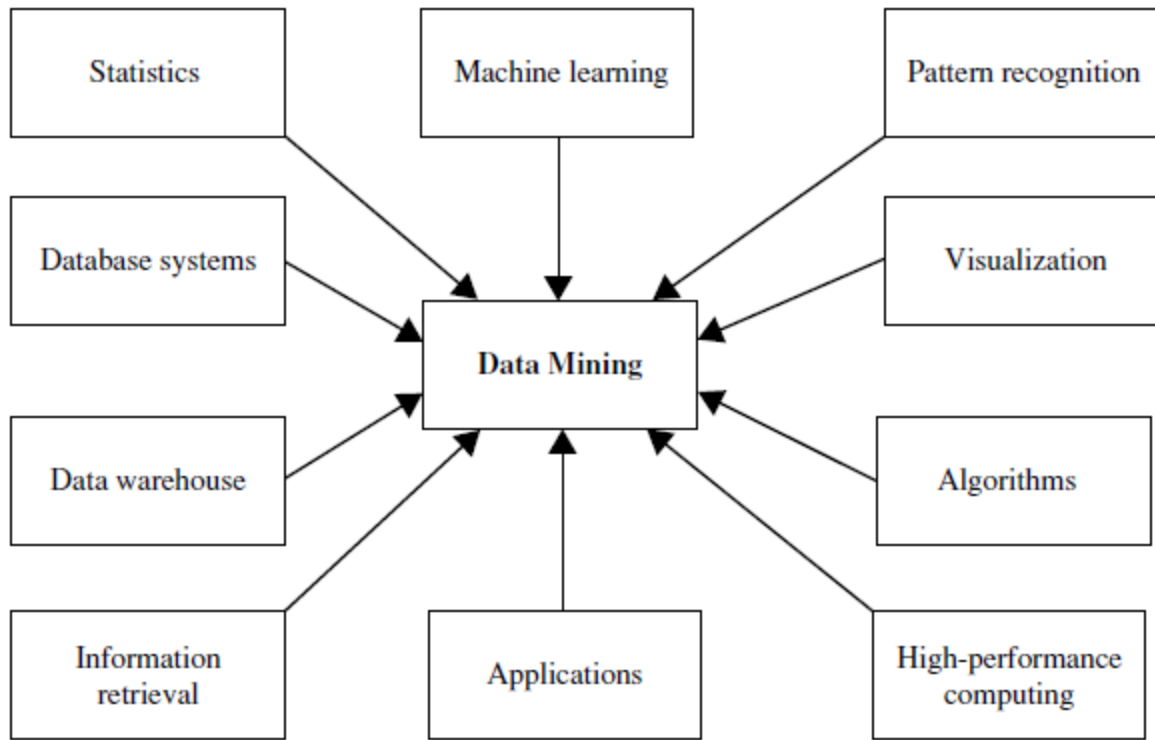 Statistics
Machine learning
Pattern recognition
Database systems
Visualization
Data Mining
Data warehouse
Algorithms
Information
retrieval
Applications
High-performance
computing